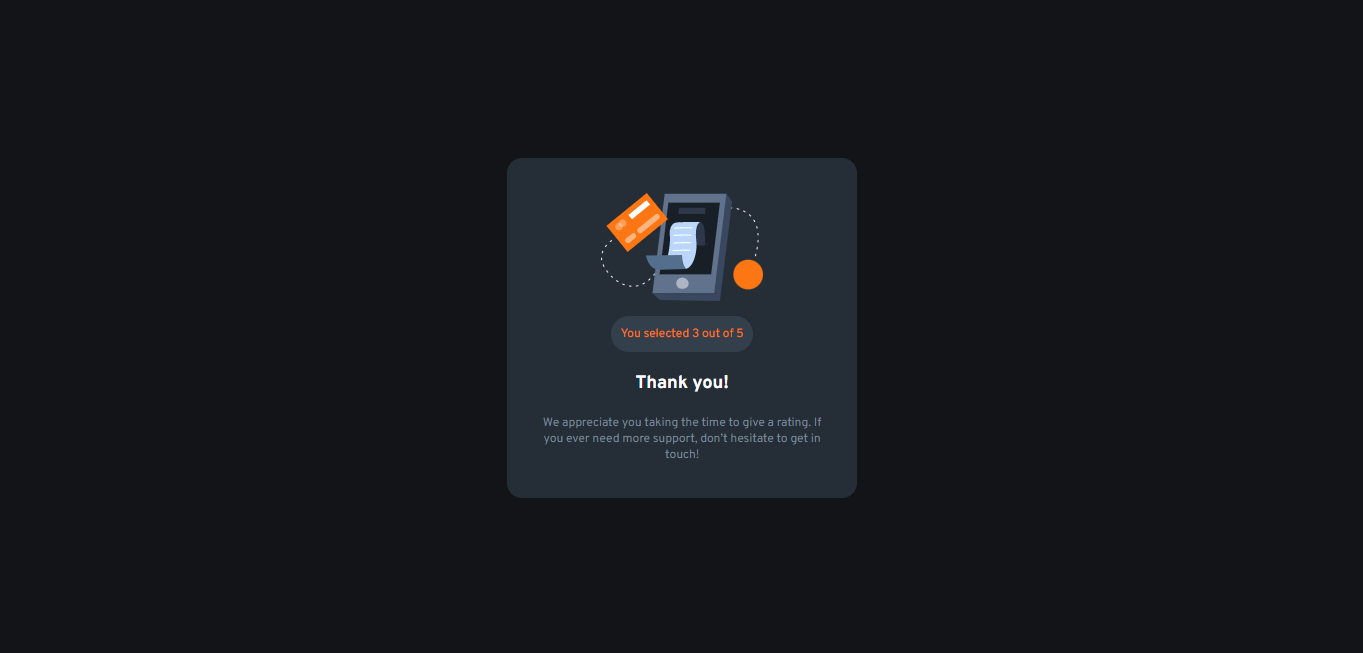 You selected 3 out of 5
Thank you!
We appreciate you taking the time to give a rating. If
you ever need more support, don't hesitate to get in
touch!